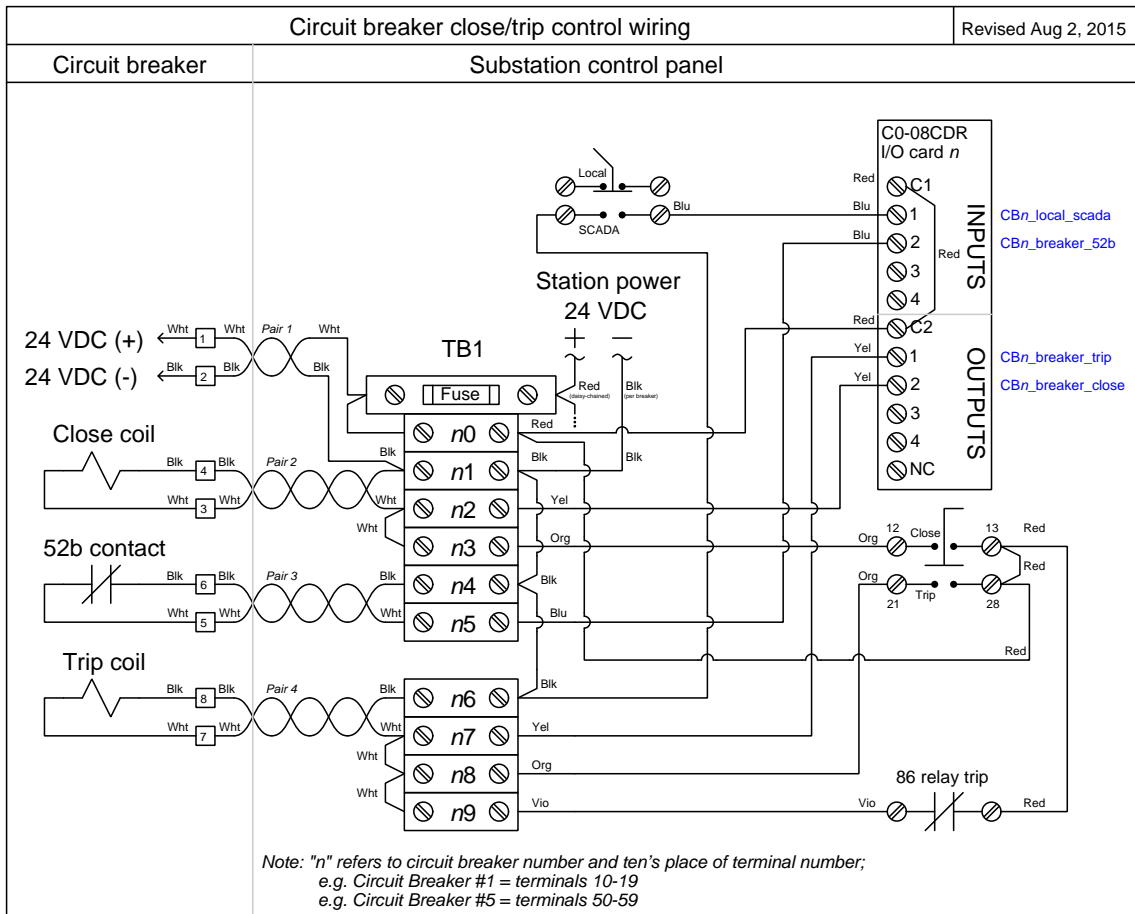 Circuit breaker close/trip control wiring
Revised Aug 2, 2015
Circuit breaker
Substation control panel
C0-08CDR
I/O card n
Local
Red
C1
Blu
Blu
1
CBn_local_scada
SCADA
Blu
2
CBn_breaker_52b
Red
INPUTS
3
4
Station power
24 VDC
Red
C2
24 VDC (+)
Wht
1
Wht
Pair 1
Wht
TB1
+
−
Yel
1
CBn_breaker_trip
24 VDC (-)
Blk
2
Blk
Blk
Fuse
Red
(daisy-chained)
Blk
(per breaker)
Yel
2
CBn_breaker_close
OUTPUTS
3
4
NC
Close coil
n0
Red
Blk
Blk
4
Blk
Pair 2
n1
Blk
Blk
Wht
3
Wht
Wht
n2
Yel
Wht
n3
Org
Org
12
Close
13
Red
Red
52b contact
Blk
6
Blk
Pair 3
Blk
n4
Blk
Org
21
Trip
28
Wht
5
Wht
Wht
n5
Blu
Red
Trip coil
Blk
8
Blk
Pair 4
Blk
n6
Blk
Wht
7
Wht
Wht
n7
Yel
Wht
n8
Org
86 relay trip
Wht
n9
Vio
Vio
Red
Note: "n" refers to circuit breaker number and ten's place of terminal number;
e.g. Circuit Breaker #1 = terminals 10-19
e.g. Circuit Breaker #5 = terminals 50-59